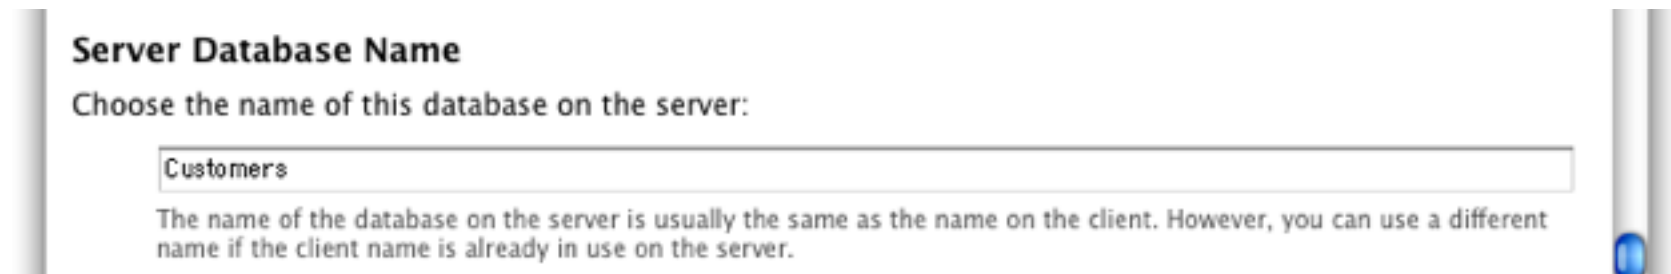 Server Database Name
Choose the name of this database on the server:
Customers
The name of the database on the server is usually the same as the name on the client. However, you can use a different
name if the client name is already in use on the server.